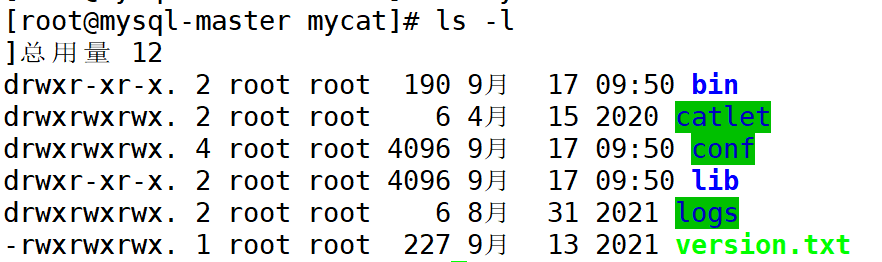 [root@mysql-master mycat]# ls -l
]总用量 12
drwxr-xr-x. 2 root root  190 9月  17 09:50 bin
drwxrwxrwx. 2 root root    6 4月  15 2020 catlet
drwxrwxrwx. 4 root root 4096 9月  17 09:50 conf
drwxr-xr-x. 2 root root 4096 9月  17 09:50 lib
drwxrwxrwx. 2 root root    6 8月  31 2021 logs
-rwxrwxrwx. 1 root root  227 9月  13 2021 version.txt